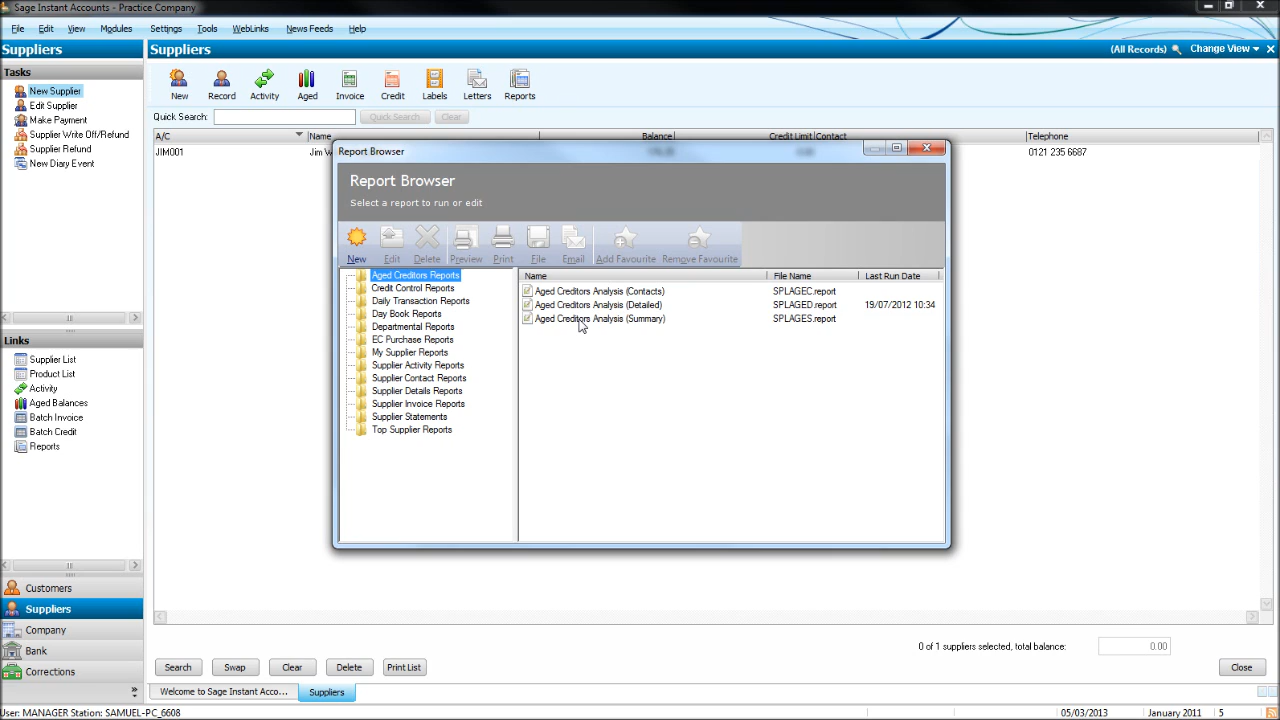 Sage Instant Accounts - Practice Company
File Edit View Modules Settings Tools WebLinks News Feeds Help
Suppliers
Suppliers
(All Records) Change View
Tasks
New Supplier
Edit Supplier
Make Payment
Supplier Write Off/Refund
Supplier Refund
New Diary Event
New Record Activity Aged Invoice Credit Labels Letters Reports
Quick Search: Quick Search Clear
A/C Name Balance Credit Limit Contact Telephone
JIM001 Jim W 0121 235 6687
Report Browser
Report Browser
Select a report to run or edit
New Edit Delete Preview Print File Email Add Favourite Remove Favourite
Aged Creditors Reports
Credit Control Reports
Daily Transaction Reports
Day Book Reports
Departmental Reports
EC Purchase Reports
My Supplier Reports
Supplier Activity Reports
Supplier Contact Reports
Supplier Details Reports
Supplier Invoice Reports
Supplier Statements
Top Supplier Reports
Name File Name Last Run Date
Aged Creditors Analysis (Contacts) SPLAGEC.report
Aged Creditors Analysis (Detailed) SPLAGED.report 19/07/2012 10:34
Aged Creditors Analysis (Summary) SPLAGES.report
Links
Supplier List
Product List
Activity
Aged Balances
Batch Invoice
Batch Credit
Reports
Customers
Suppliers
Company
Bank
Corrections
0 of 1 suppliers selected, total balance: 0.00
Search Swap Clear Delete Print List Close
Welcome to Sage Instant Acco... Suppliers
User: MANAGER Station: SAMUEL-PC_6608 05/03/2013 January 2011 5